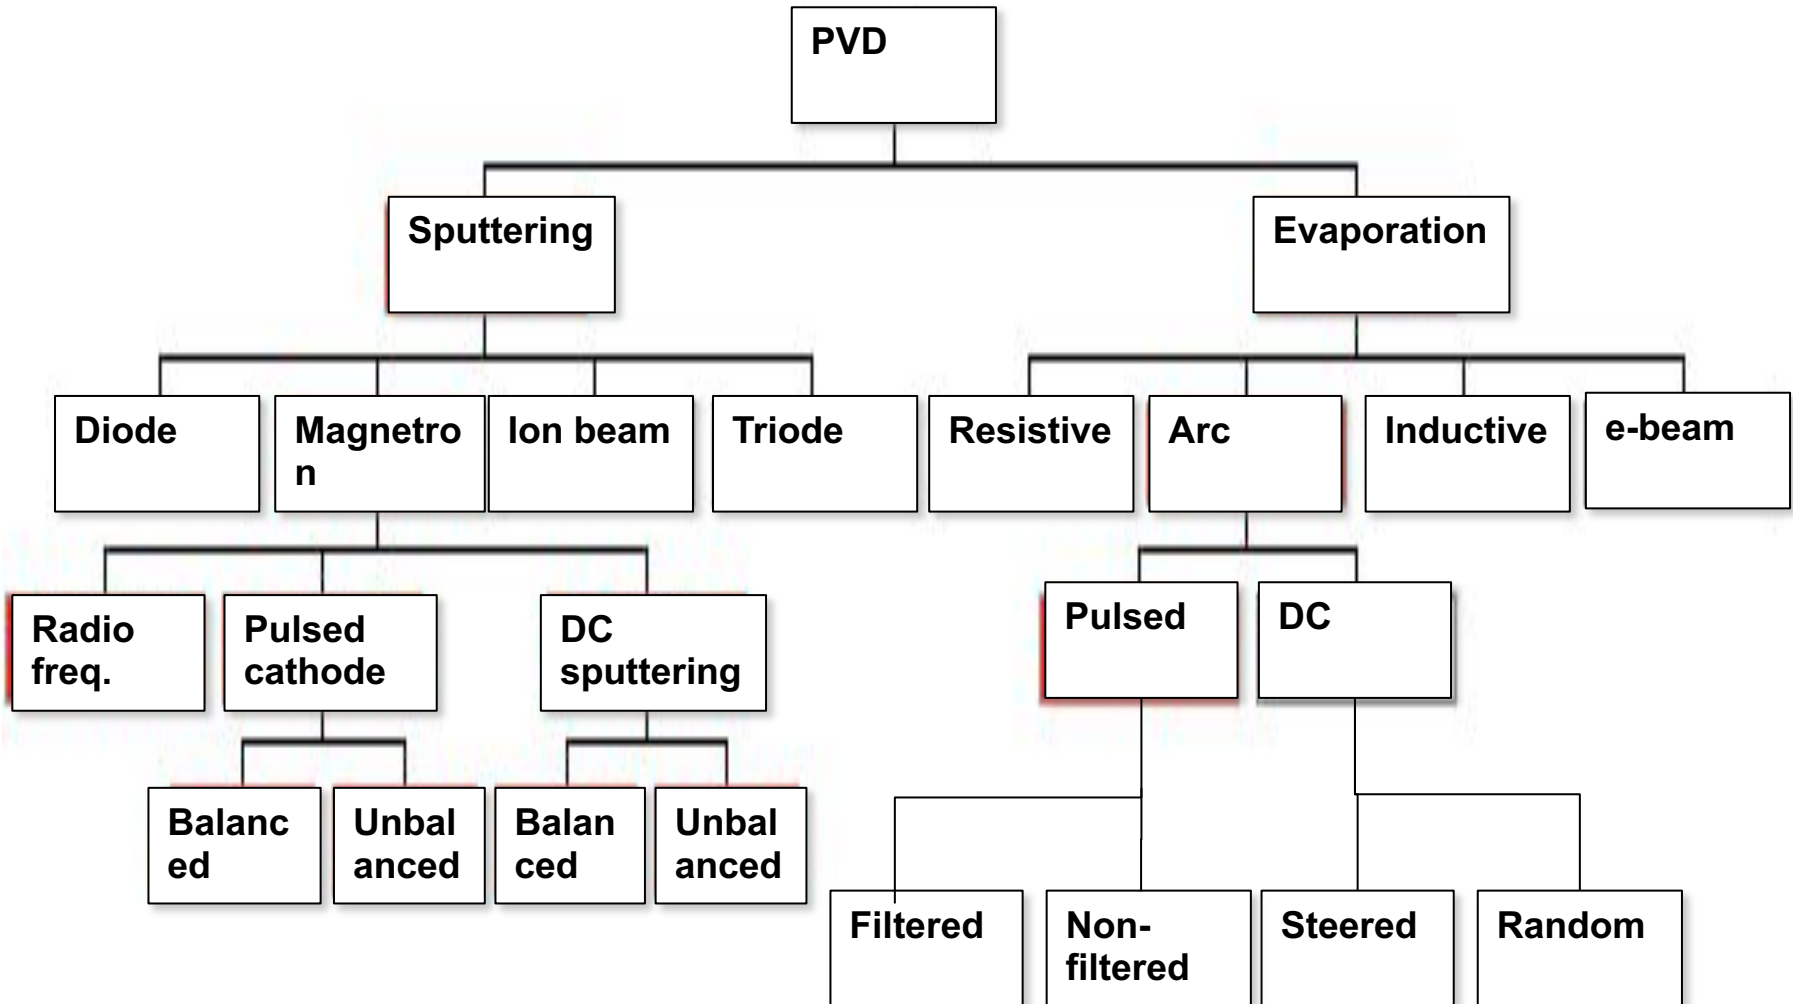 PVD
Sputtering
Evaporation
Diode
Magnetro
n
Ion beam
Triode
Resistive
Arc
Inductive
e-beam
Radio
freq.
Pulsed
cathode
DC
sputtering
Pulsed
DC
Balanc
ed
Unbal
anced
Balan
ced
Unbal
anced
Filtered
Non-
filtered
Steered
Random